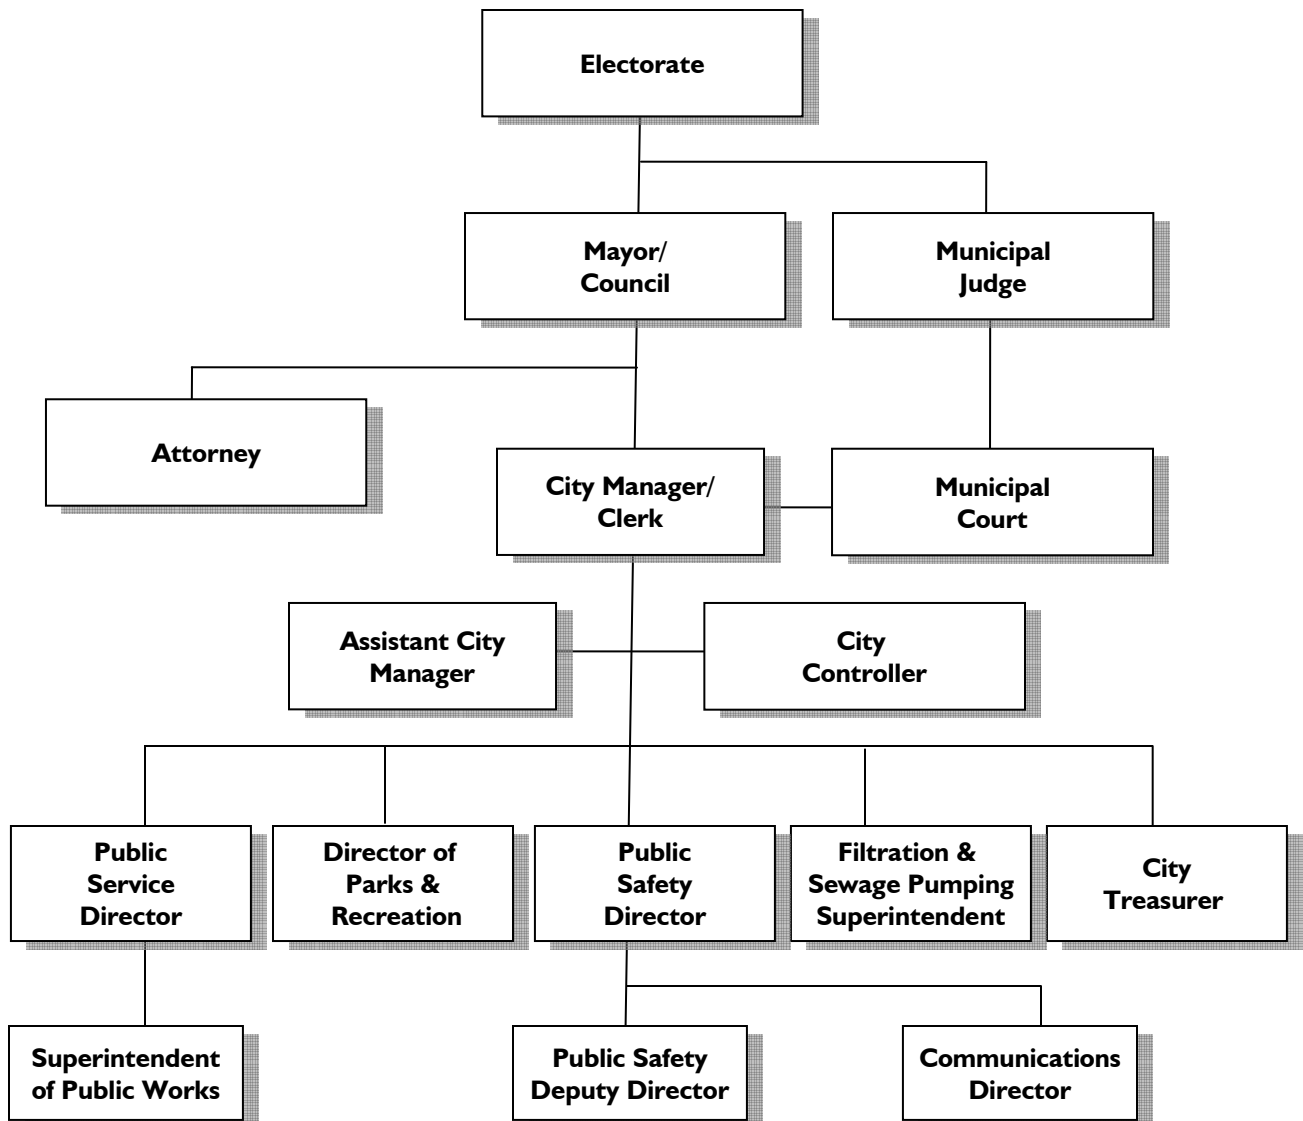 Electorate
Mayor/
Council
Municipal
Judge
Attorney
City Manager/
Clerk
Municipal
Court
Assistant City
Manager
City
Controller
Public
Service
Director
Director of
Parks &
Recreation
Public
Safety
Director
Filtration &
Sewage Pumping
Superintendent
City
Treasurer
Superintendent
of Public Works
Public Safety
Deputy Director
Communications
Director